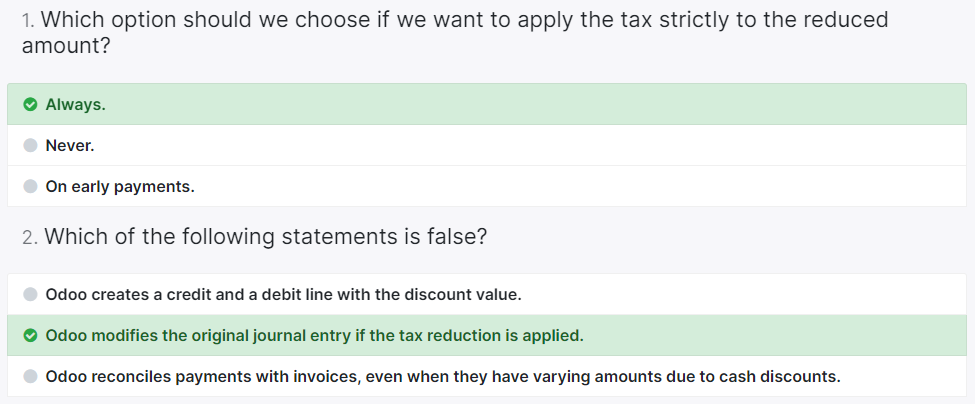 1. Which option should we choose if we want to apply the tax strictly to the reduced
amount?
Always.
Never.
On early payments.
2. Which of the following statements is false?
Odoo creates a credit and a debit line with the discount value.
Odoo modifies the original journal entry if the tax reduction is applied.
Odoo reconciles payments with invoices, even when they have varying amounts due to cash discounts.